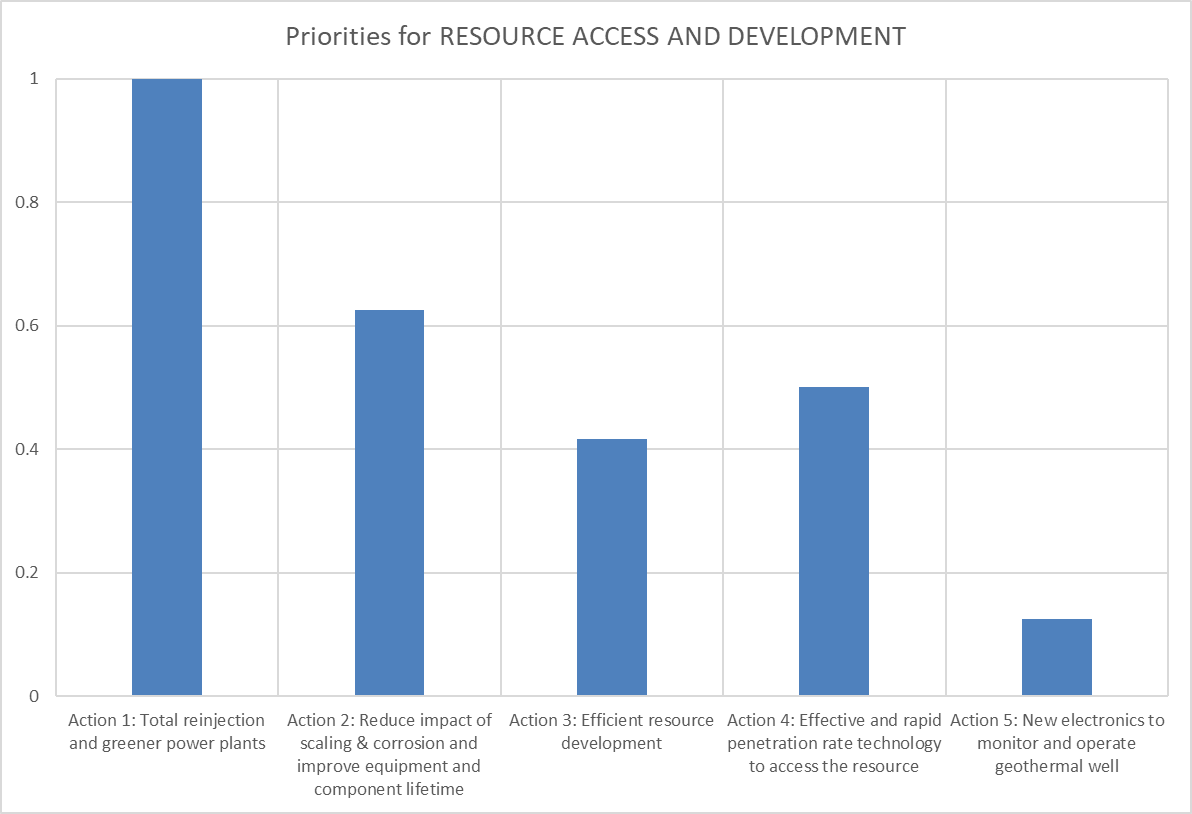 Priorities for RESOURCE ACCESS AND DEVELOPMENT
1
0.8
0.6
0.4
0.2
0
Action 1: Total reinjection
and greener power plants
Action 2: Reduce impact of
scaling & corrosion and
improve equipment and
component lifetime
Action 3: Efficient resource
development
Action 4: Effective and rapid
penetration rate technology
to access the resource
Action 5: New electronics to
monitor and operate
geothermal well